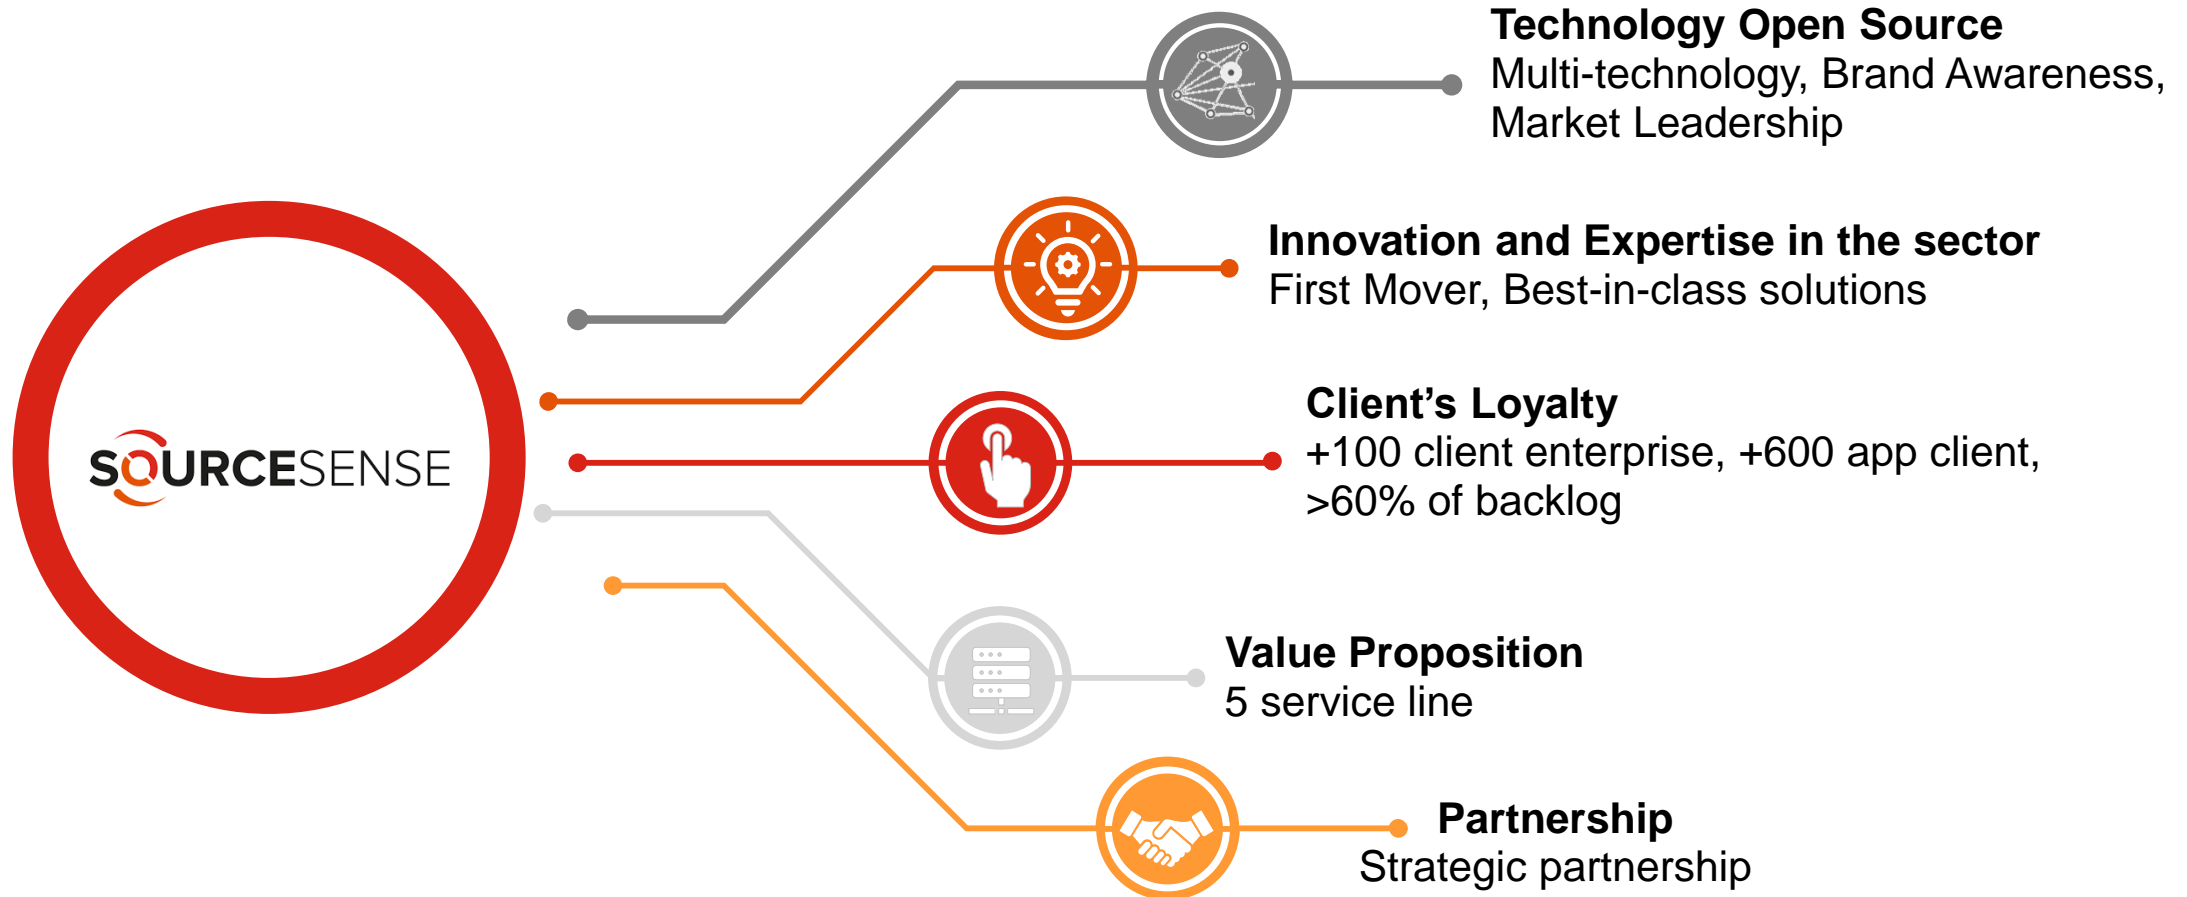 SOURCESENSE
Technology Open Source
Multi-technology, Brand Awareness,
Market Leadership
Innovation and Expertise in the sector
First Mover, Best-in-class solutions
Client’s Loyalty
+100 client enterprise, +600 app client,
>60% of backlog
Value Proposition
5 service line
Partnership
Strategic partnership